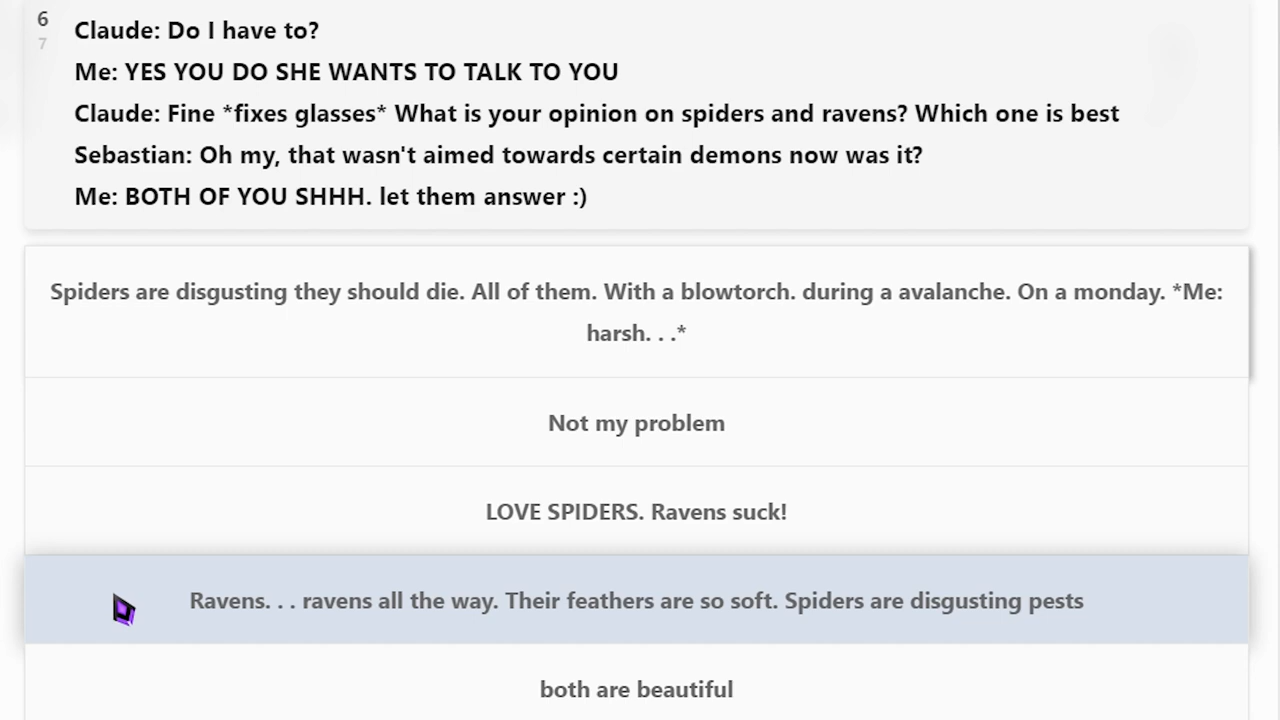 6
7
Claude: Do I have to?
Me: YES YOU DO SHE WANTS TO TALK TO YOU
Claude: Fine *fixes glasses* What is your opinion on spiders and ravens? Which one is best
Sebastian: Oh my, that wasn't aimed towards certain demons now was it?
Me: BOTH OF YOU SHHH. let them answer :)
Spiders are disgusting they should die. All of them. With a blowtorch. during a avalanche. On a monday. *Me:
harsh. . .*
Not my problem
LOVE SPIDERS. Ravens suck!
Ravens. . . ravens all the way. Their feathers are so soft. Spiders are disgusting pests
both are beautiful